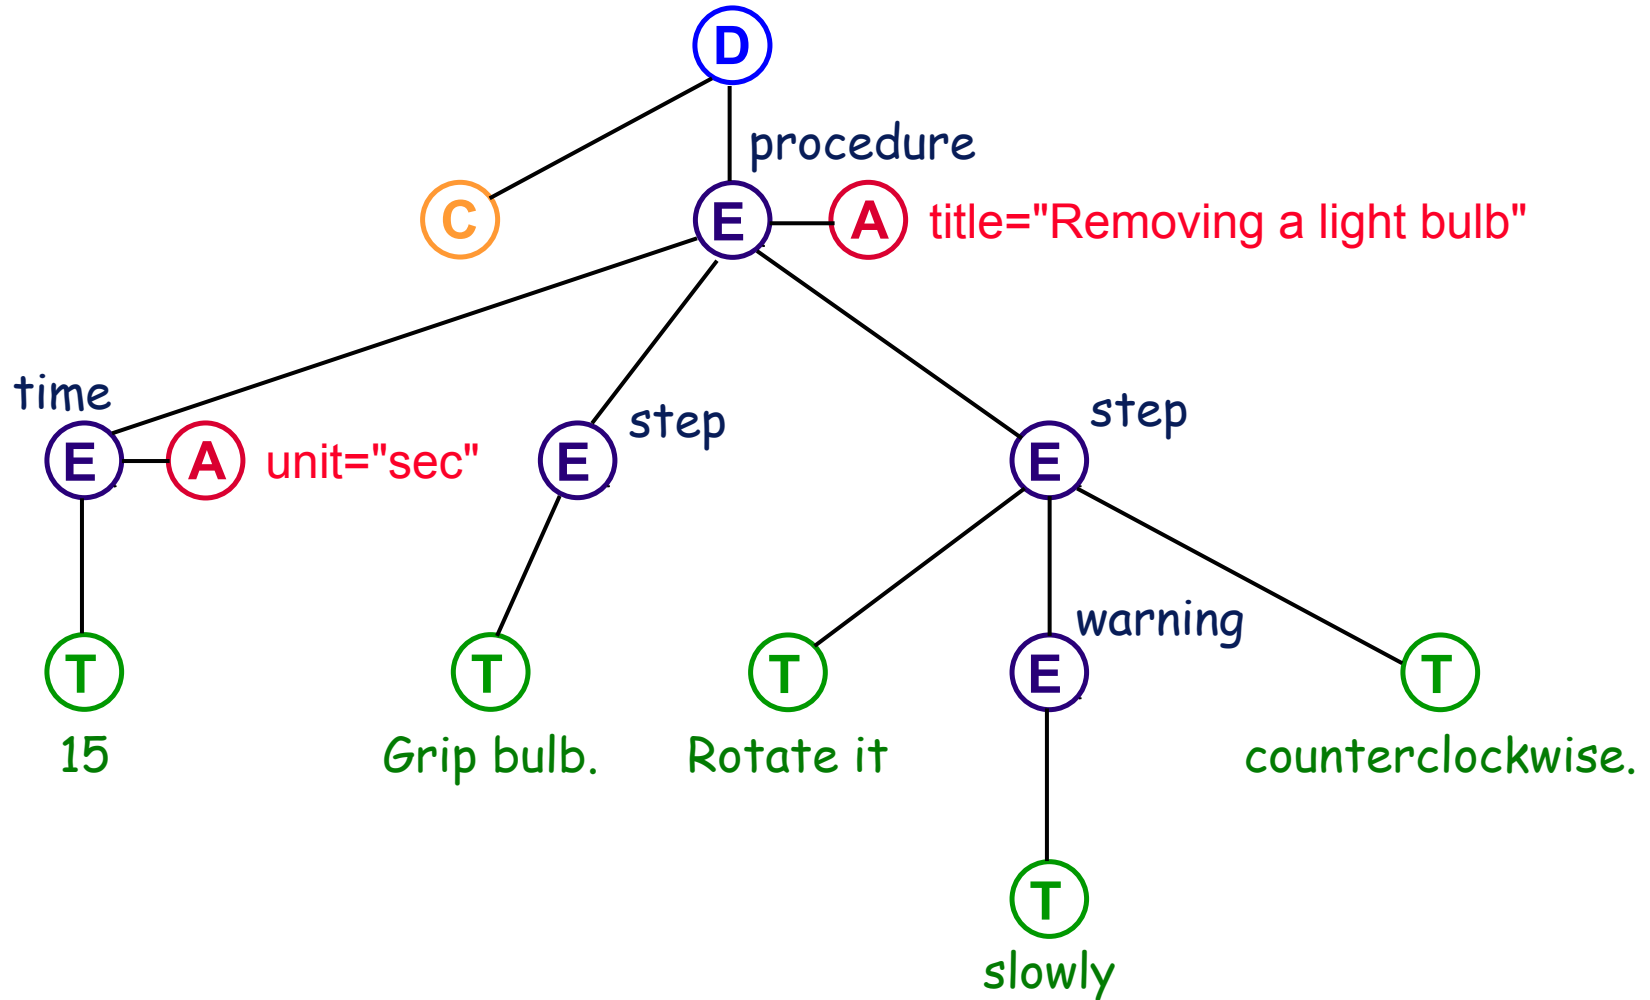 D
procedure
C
E
A
title="Removing a light bulb"
time
step
step
E
A
unit="sec"
E
E
warning
T
T
T
E
T
15
Grip bulb.
Rotate it
counterclockwise.
T
slowly